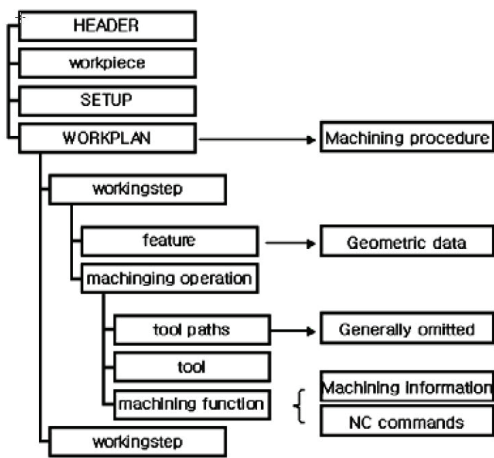 HEADER
workpiece
SETUP
WORKPLAN
Machining procedure
workingstep
feature
Geometric data
machinging operation
tool paths
Generally omitted
tool
Machining Information
machining function
NC commands
workingstep